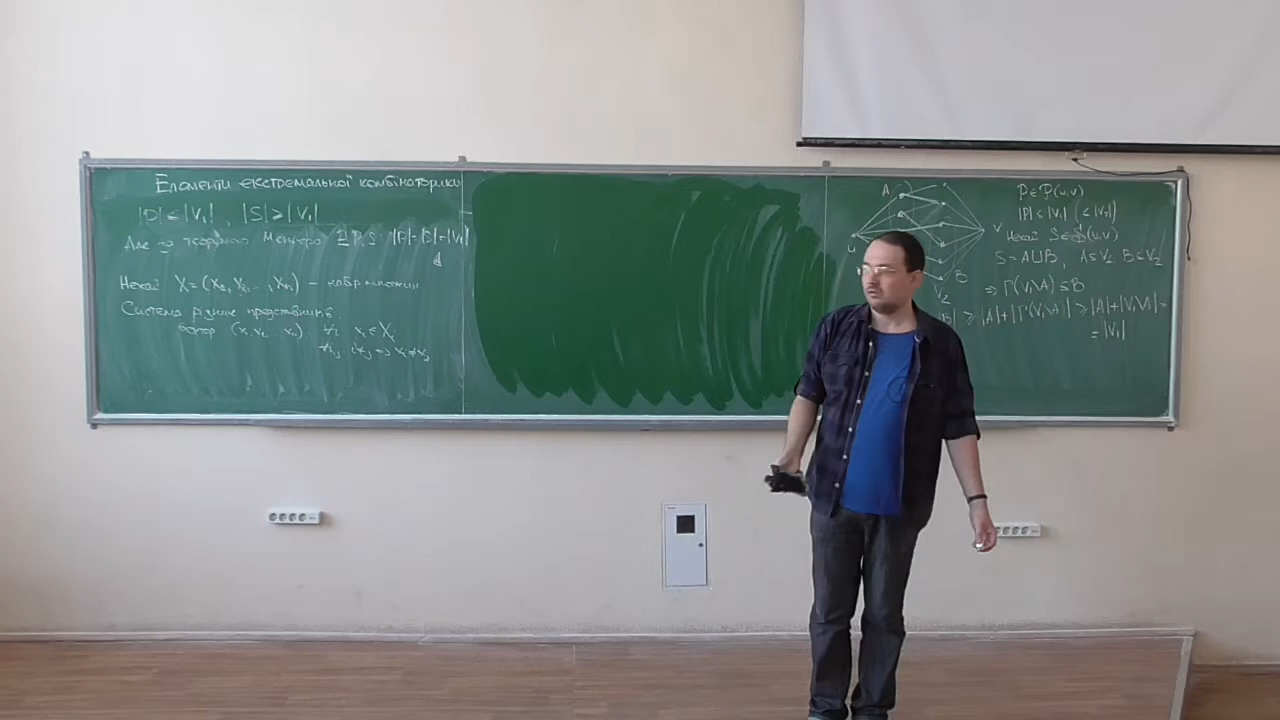 Елементи екстремальної комбінаторики
|P| ≤ |V₁| , |S| ≥ |V₁|
Але за теоремою Менгера ∃ P, S : |P| = |S| = |V₁|
Нехай X = (X₁, X₂, ..., Xₙ) – набір множин
Система різних представників:
вектор (x₁, x₂, ... xₙ) ∀i xᵢ ∈ Xᵢ
∀i,j i≠j => xᵢ ≠ xⱼ
A
u
v
B
V₂
P ∈ 𝒫(u,v)
|P| ≤ |V₁| (≤ |V₂|)
Нехай S ∈ (u,v)
S = A∪B , A ⊆ V₁ B ⊆ V₂
=> Γ(V₁\A) ⊆ B
B| ≥ |A| + |Γ(V₁\A)| ≥ |A| + |V₁\A| =
= |V₁|